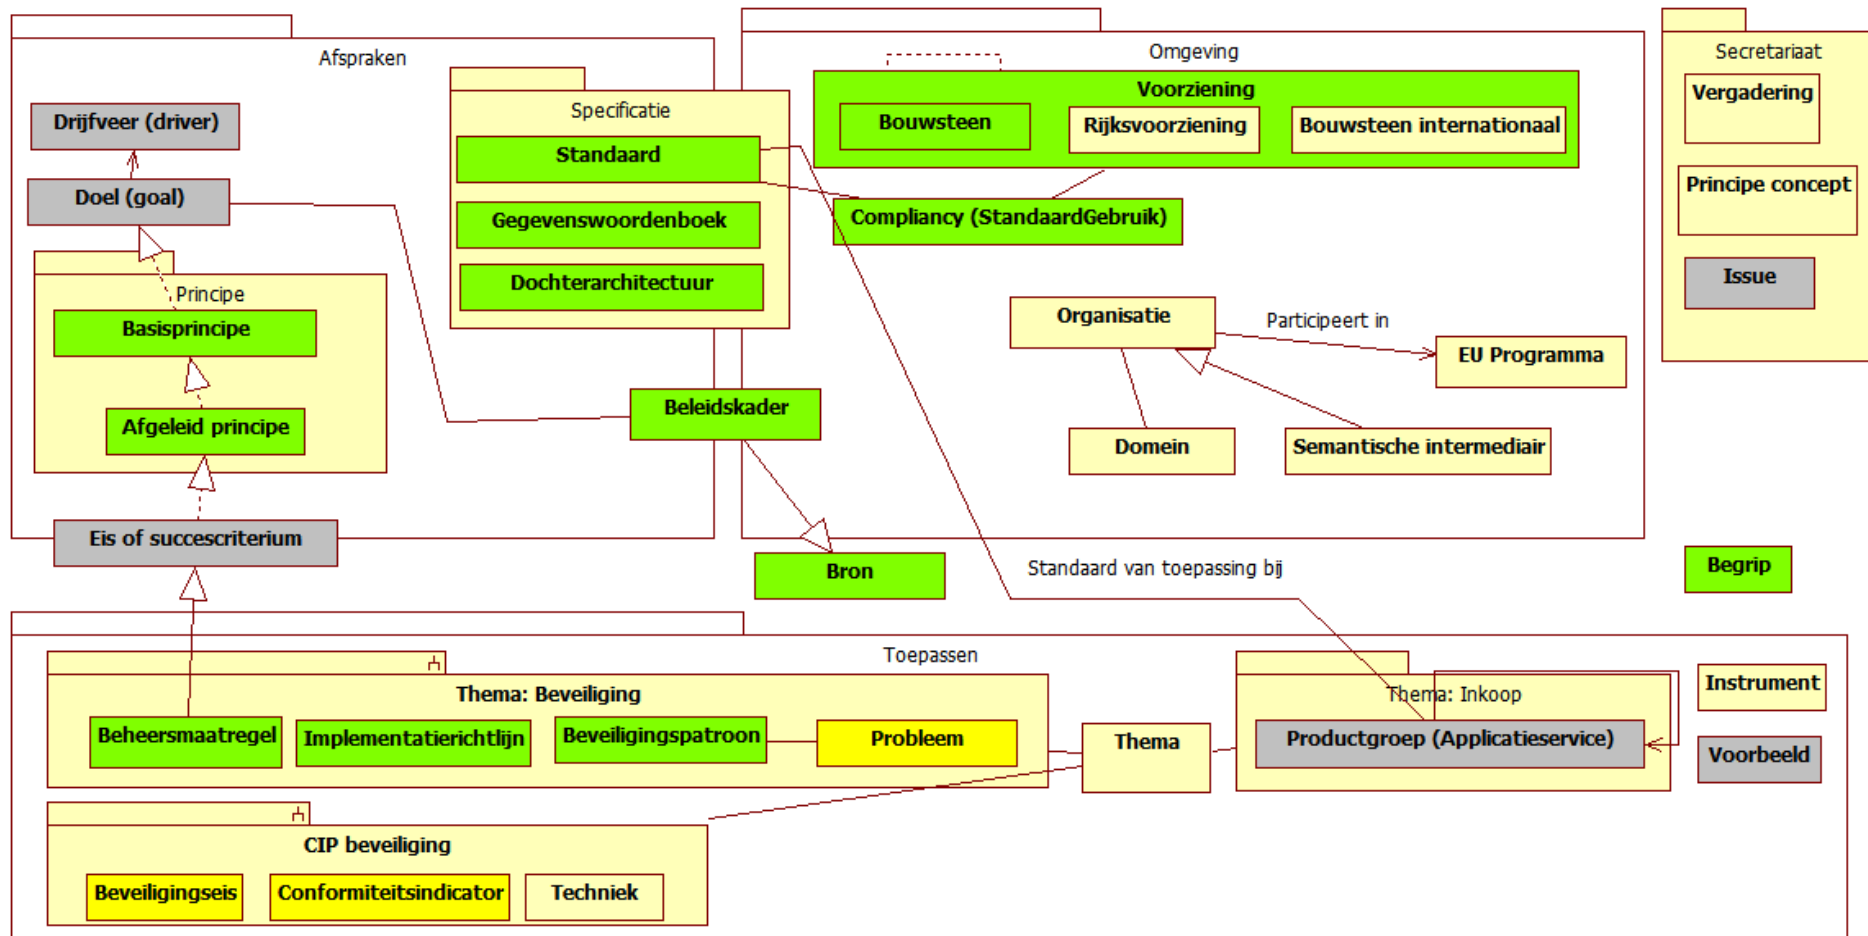 Afspraken
Drijfveer (driver)
Doel (goal)
Principe
Basisprincipe
Afgeleid principe
Eis of succescriterium
Specificatie
Standaard
Gegevenswoordenboek
Dochterarchitectuur
Beleidskader
Omgeving
Voorziening
Bouwsteen
Rijksvoorziening
Bouwsteen internationaal
Compliancy (StandaardGebruik)
Organisatie
Participeert in
EU Programma
Domein
Semantische intermediair
Bron
Standaard van toepassing bij
Secretariaat
Vergadering
Principe concept
Issue
Begrip
Toepassen
Thema: Beveiliging
Beheersmaatregel
Implementatierichtlijn
Beveiligingspatroon
Probleem
Thema
Thema: Inkoop
Productgroep (Applicatieservice)
Instrument
Voorbeeld
CIP beveiliging
Beveiligingseis
Conformiteitsindicator
Techniek